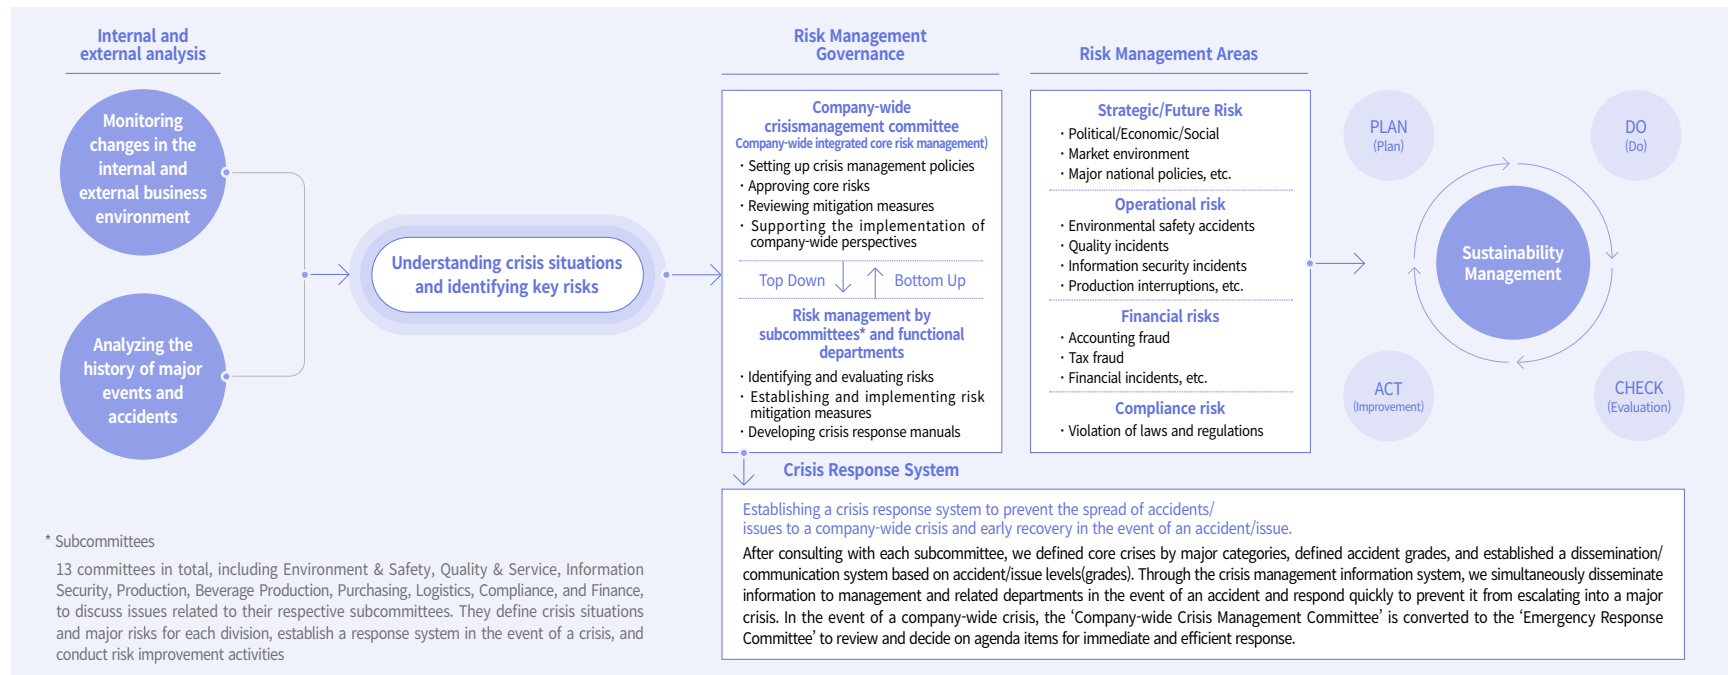 Internal and
external analysis
Monitoring
changes in the
internal and
external business
environment
Analyzing the
history of major
events and
accidents
Understanding crisis situations
and identifying key risks
Risk Management
Governance
Company-wide
crisismanagement committee
Company-wide integrated core risk management)
· Setting up crisis management policies
· Approving core risks
· Reviewing mitigation measures
· Supporting the implementation of
company-wide perspectives
Top Down
Bottom Up
Risk management by
subcommittees* and functional
departments
· Identifying and evaluating risks
· Establishing and implementing risk
mitigation measures
· Developing crisis response manuals
Risk Management Areas
Strategic/Future Risk
· Political/Economic/Social
· Market environment
· Major national policies, etc.
Operational risk
· Environmental safety accidents
· Quality incidents
· Information security incidents
· Production interruptions, etc.
Financial risks
· Accounting fraud
· Tax fraud
· Financial incidents, etc.
Compliance risk
· Violation of laws and regulations
PLAN
(Plan)
DO
(Do)
Sustainability
Management
ACT
(Improvement)
CHECK
(Evaluation)
Crisis Response System
Establishing a crisis response system to prevent the spread of accidents/
issues to a company-wide crisis and early recovery in the event of an accident/issue.
After consulting with each subcommittee, we defined core crises by major categories, defined accident grades, and established a dissemination/
communication system based on accident/issue levels(grades). Through the crisis management information system, we simultaneously disseminate
information to management and related departments in the event of an accident and respond quickly to prevent it from escalating into a major
crisis. In the event of a company-wide crisis, the ‘Company-wide Crisis Management Committee’ is converted to the ‘Emergency Response
Committee’ to review and decide on agenda items for immediate and efficient response.
* Subcommittees
13 committees in total, including Environment & Safety, Quality & Service, Information
Security, Production, Beverage Production, Purchasing, Logistics, Compliance, and Finance,
to discuss issues related to their respective subcommittees. They define crisis situations
and major risks for each division, establish a response system in the event of a crisis, and
conduct risk improvement activities